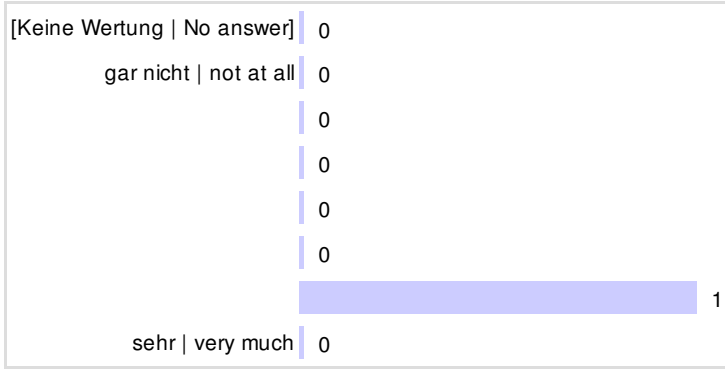 [Keine Wertung | No answer] 0
gar nicht | not at all 0
0
0
0
0
1
sehr | very much 0